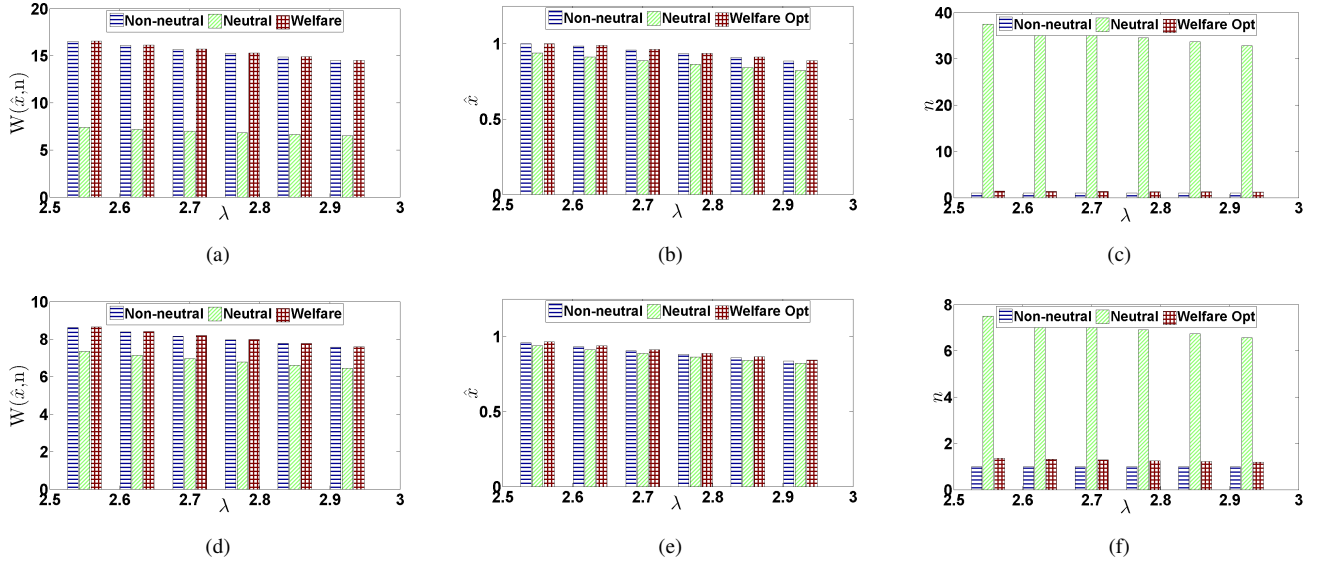 Non-neutral Neutral Welfare
W(x̂,n)
20
15
10
5
0
2.5 2.6 2.7 2.8 2.9 3
λ
(a)
Non-neutral Neutral Welfare Opt
x̂
1
0.5
0
2.5 2.6 2.7 2.8 2.9 3
λ
(b)
Non-neutral Neutral Welfare Opt
n
40
30
20
10
0
2.5 2.6 2.7 2.8 2.9 3
λ
(c)
Non-neutral Neutral Welfare
W(x̂,n)
10
8
6
4
2
0
2.5 2.6 2.7 2.8 2.9 3
λ
(d)
Non-neutral Neutral Welfare Opt
x̂
1
0.5
0
2.5 2.6 2.7 2.8 2.9 3
λ
(e)
Non-neutral Neutral Welfare Opt
n
8
6
4
2
0
2.5 2.6 2.7 2.8 2.9 3
λ
(f)